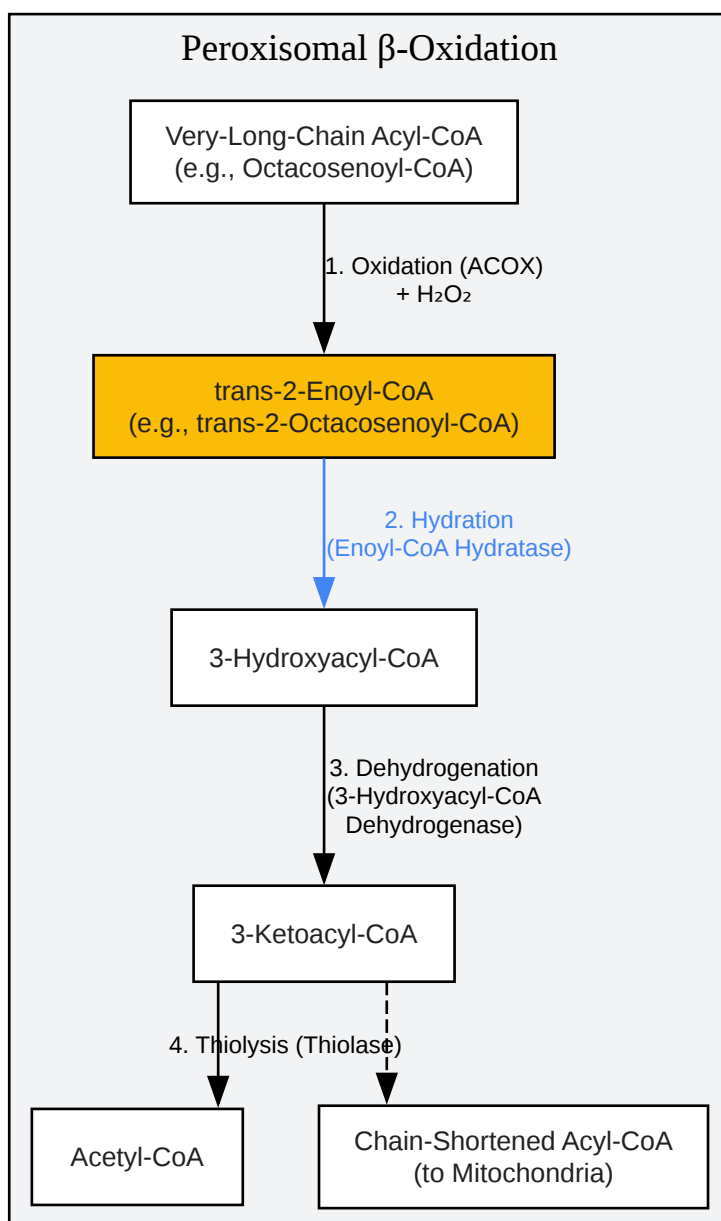 Peroxisomal β-Oxidation
Very-Long-Chain Acyl-CoA
(e.g., Octacosenoyl-CoA)
1. Oxidation (ACOX)
+ H₂O₂
trans-2-Enoyl-CoA
(e.g., trans-2-Octacosenoyl-CoA)
2. Hydration
(Enoyl-CoA Hydratase)
3-Hydroxyacyl-CoA
3. Dehydrogenation
(3-Hydroxyacyl-CoA
Dehydrogenase)
3-Ketoacyl-CoA
4. Thiolysis (Thiolase)
Acetyl-CoA
Chain-Shortened Acyl-CoA
(to Mitochondria)